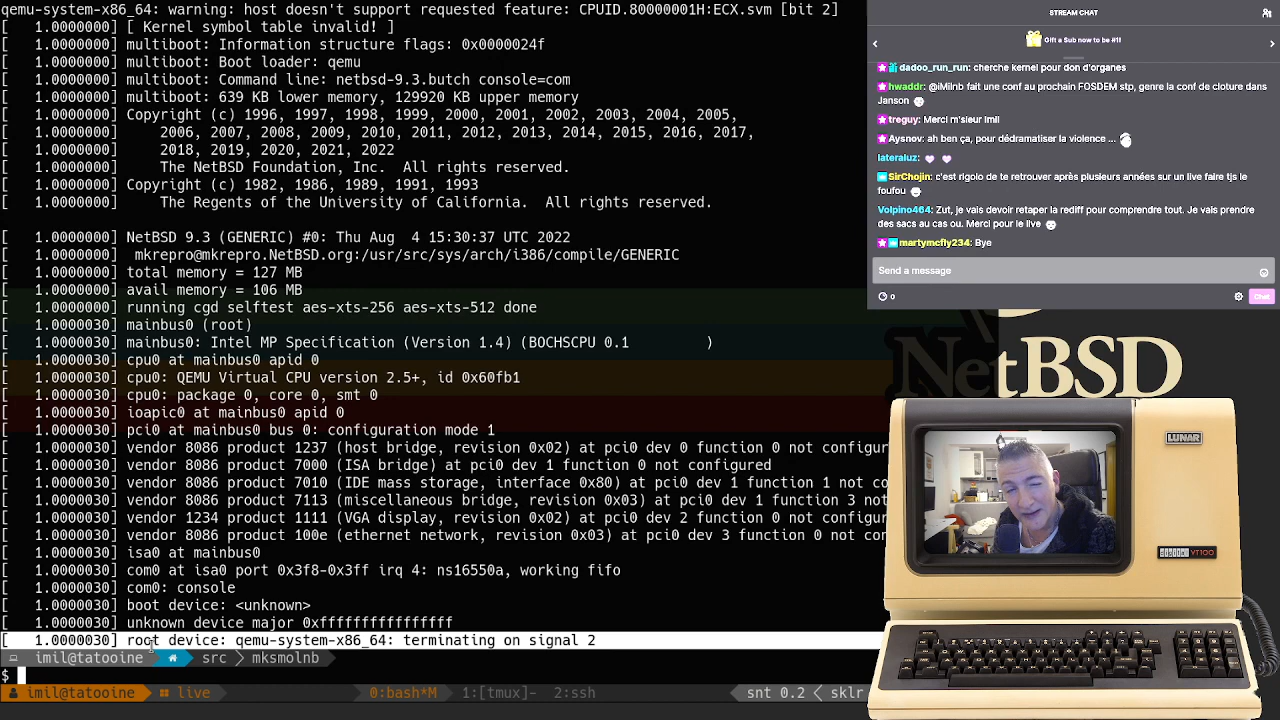 qemu-system-x86_64: warning: host doesn't support requested feature: CPUID.80000001H:ECX.svm [bit 2]
[   1.0000000] [ Kernel symbol table invalid! ]
[   1.0000000] multiboot: Information structure flags: 0x0000024f
[   1.0000000] multiboot: Boot loader: qemu
[   1.0000000] multiboot: Command line: netbsd-9.3.butch console=com
[   1.0000000] multiboot: 639 KB lower memory, 129920 KB upper memory
[   1.0000000] Copyright (c) 1996, 1997, 1998, 1999, 2000, 2001, 2002, 2003, 2004, 2005,
[   1.0000000]     2006, 2007, 2008, 2009, 2010, 2011, 2012, 2013, 2014, 2015, 2016, 2017,
[   1.0000000]     2018, 2019, 2020, 2021, 2022
[   1.0000000]     The NetBSD Foundation, Inc.  All rights reserved.
[   1.0000000] Copyright (c) 1982, 1986, 1989, 1991, 1993
[   1.0000000]     The Regents of the University of California.  All rights reserved.
[   1.0000000] NetBSD 9.3 (GENERIC) #0: Thu Aug  4 15:30:37 UTC 2022
[   1.0000000]  mkrepro@mkrepro.NetBSD.org:/usr/src/sys/arch/i386/compile/GENERIC
[   1.0000000] total memory = 127 MB
[   1.0000000] avail memory = 106 MB
[   1.0000000] running cgd selftest aes-xts-256 aes-xts-512 done
[   1.0000030] mainbus0 (root)
[   1.0000030] mainbus0: Intel MP Specification (Version 1.4) (BOCHSCPU 0.1         )
[   1.0000030] cpu0 at mainbus0 apid 0
[   1.0000030] cpu0: QEMU Virtual CPU version 2.5+, id 0x60fb1
[   1.0000030] cpu0: package 0, core 0, smt 0
[   1.0000030] ioapic0 at mainbus0 apid 0
[   1.0000030] pci0 at mainbus0 bus 0: configuration mode 1
[   1.0000030] vendor 8086 product 1237 (host bridge, revision 0x02) at pci0 dev 0 function 0 not configure
[   1.0000030] vendor 8086 product 7000 (ISA bridge) at pci0 dev 1 function 0 not configured
[   1.0000030] vendor 8086 product 7010 (IDE mass storage, interface 0x80) at pci0 dev 1 function 1 not co
[   1.0000030] vendor 8086 product 7113 (miscellaneous bridge, revision 0x03) at pci0 dev 1 function 3 not
[   1.0000030] vendor 1234 product 1111 (VGA display, revision 0x02) at pci0 dev 2 function 0 not configure
[   1.0000030] vendor 8086 product 100e (ethernet network, revision 0x03) at pci0 dev 3 function 0 not co
[   1.0000030] isa0 at mainbus0
[   1.0000030] com0 at isa0 port 0x3f8-0x3ff irq 4: ns16550a, working fifo
[   1.0000030] com0: console
[   1.0000030] boot device: <unknown>
[   1.0000030] unknown device major 0xffffffffffffffff
[   1.0000030] root device: qemu-system-x86_64: terminating on signal 2
imil@tatooine src mksmolnb
$
imil@tatooine live 0:bash*M 1:[tmux]- 2:ssh snt 0.2 < sklr
STREAM CHAT
Gift a Sub now to be #1!
dadoo_run_run: cherche kernel pour don d'organes
hwaddr: @iMilnb fait une conf au prochain FOSDEM stp, genre la conf de cloture dans
Janson
treguy: Merci m'sieur imil
Aysnov: ah ben ça, pour dédramatiser la violence ...
lateraluz:
SirChojin: c'est rigolo de te retrouver après plusieurs années sur un live faire tjs le
foufou
Volpino464: Zut, je vais devoir retaper la rediff pour comprendre tout. Je vais prendre
des sacs au cas ou. Merci pour le live
martymcfly234: Bye
Send a message
0
Chat
NetBSD
LUNAR
digital YT100